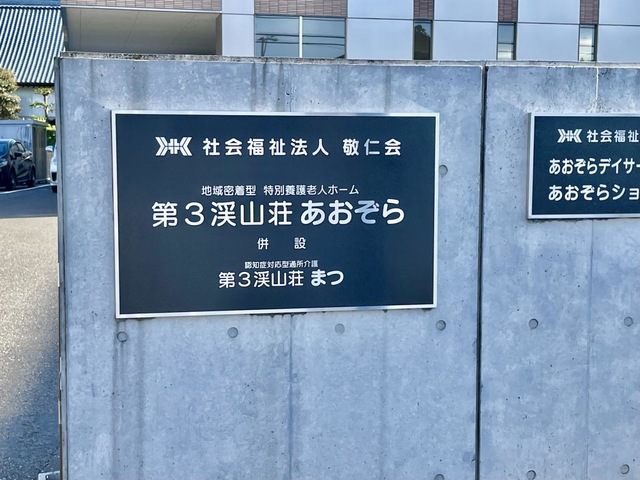 社会福祉法人 敬仁会
地域密着型 特別養護老人ホーム
第3渓山荘 あおぞら
併設
認知症対応型通所介護
第3渓山荘 まつ
社会福祉
あおぞらデイサー
あおぞらショ